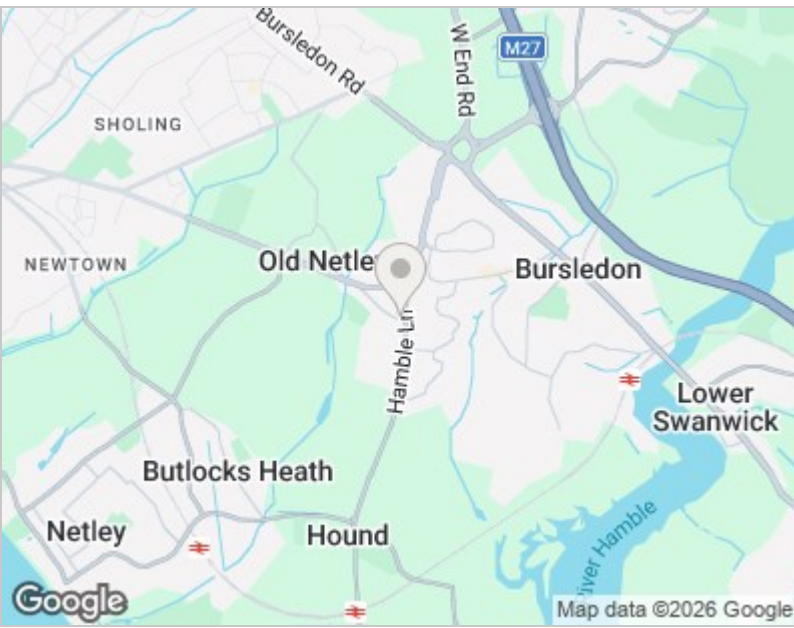 Bursledon Rd
W End Rd
M27
SHOLING
NEWTOWN
Old Netle
Bursledon
Hamble Ln
Lower
Swanwick
Butlocks Heath
Netley
Hound
River Hamble
Google
Map data ©2026 Google